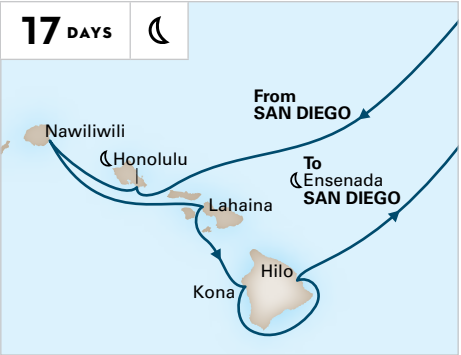 17 DAYS
From
SAN DIEGO
Nawiliwili
Honolulu
To
Ensenada
SAN DIEGO
Lahaina
Hilo
Kona